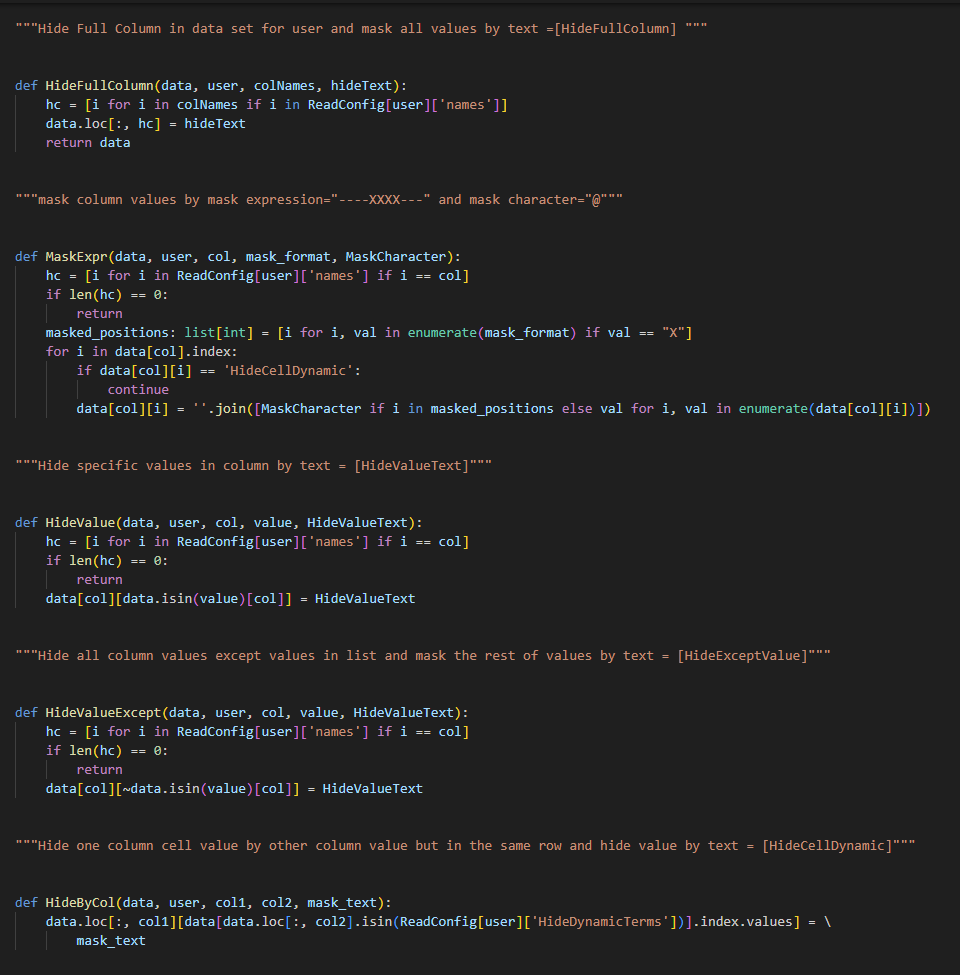 """Hide Full Column in data set for user and mask all values by text =[HideFullColumn] """
def HideFullColumn(data, user, colNames, hideText):
    hc = [i for i in colNames if i in ReadConfig[user]['names']]
    data.loc[:, hc] = hideText
    return data
"""mask column values by mask expression="----XXXX---" and mask character="@"""
def MaskExpr(data, user, col, mask_format, MaskCharacter):
    hc = [i for i in ReadConfig[user]['names'] if i == col]
    if len(hc) == 0:
        return
    masked_positions: list[int] = [i for i, val in enumerate(mask_format) if val == "X"]
    for i in data[col].index:
        if data[col][i] == 'HideCellDynamic':
            continue
        data[col][i] = ''.join([MaskCharacter if i in masked_positions else val for i, val in enumerate(data[col][i])])
"""Hide specific values in column by text = [HideValueText]"""
def HideValue(data, user, col, value, HideValueText):
    hc = [i for i in ReadConfig[user]['names'] if i == col]
    if len(hc) == 0:
        return
    data[col][data.isin(value)[col]] = HideValueText
"""Hide all column values except values in list and mask the rest of values by text = [HideExceptValue]"""
def HideValueExcept(data, user, col, value, HideValueText):
    hc = [i for i in ReadConfig[user]['names'] if i == col]
    if len(hc) == 0:
        return
    data[col][~data.isin(value)[col]] = HideValueText
"""Hide one column cell value by other column value but in the same row and hide value by text = [HideCellDynamic]"""
def HideByCol(data, user, col1, col2, mask_text):
    data.loc[:, col1][data[data.loc[:, col2].isin(ReadConfig[user]['HideDynamicTerms'])].index.values] = \
        mask_text